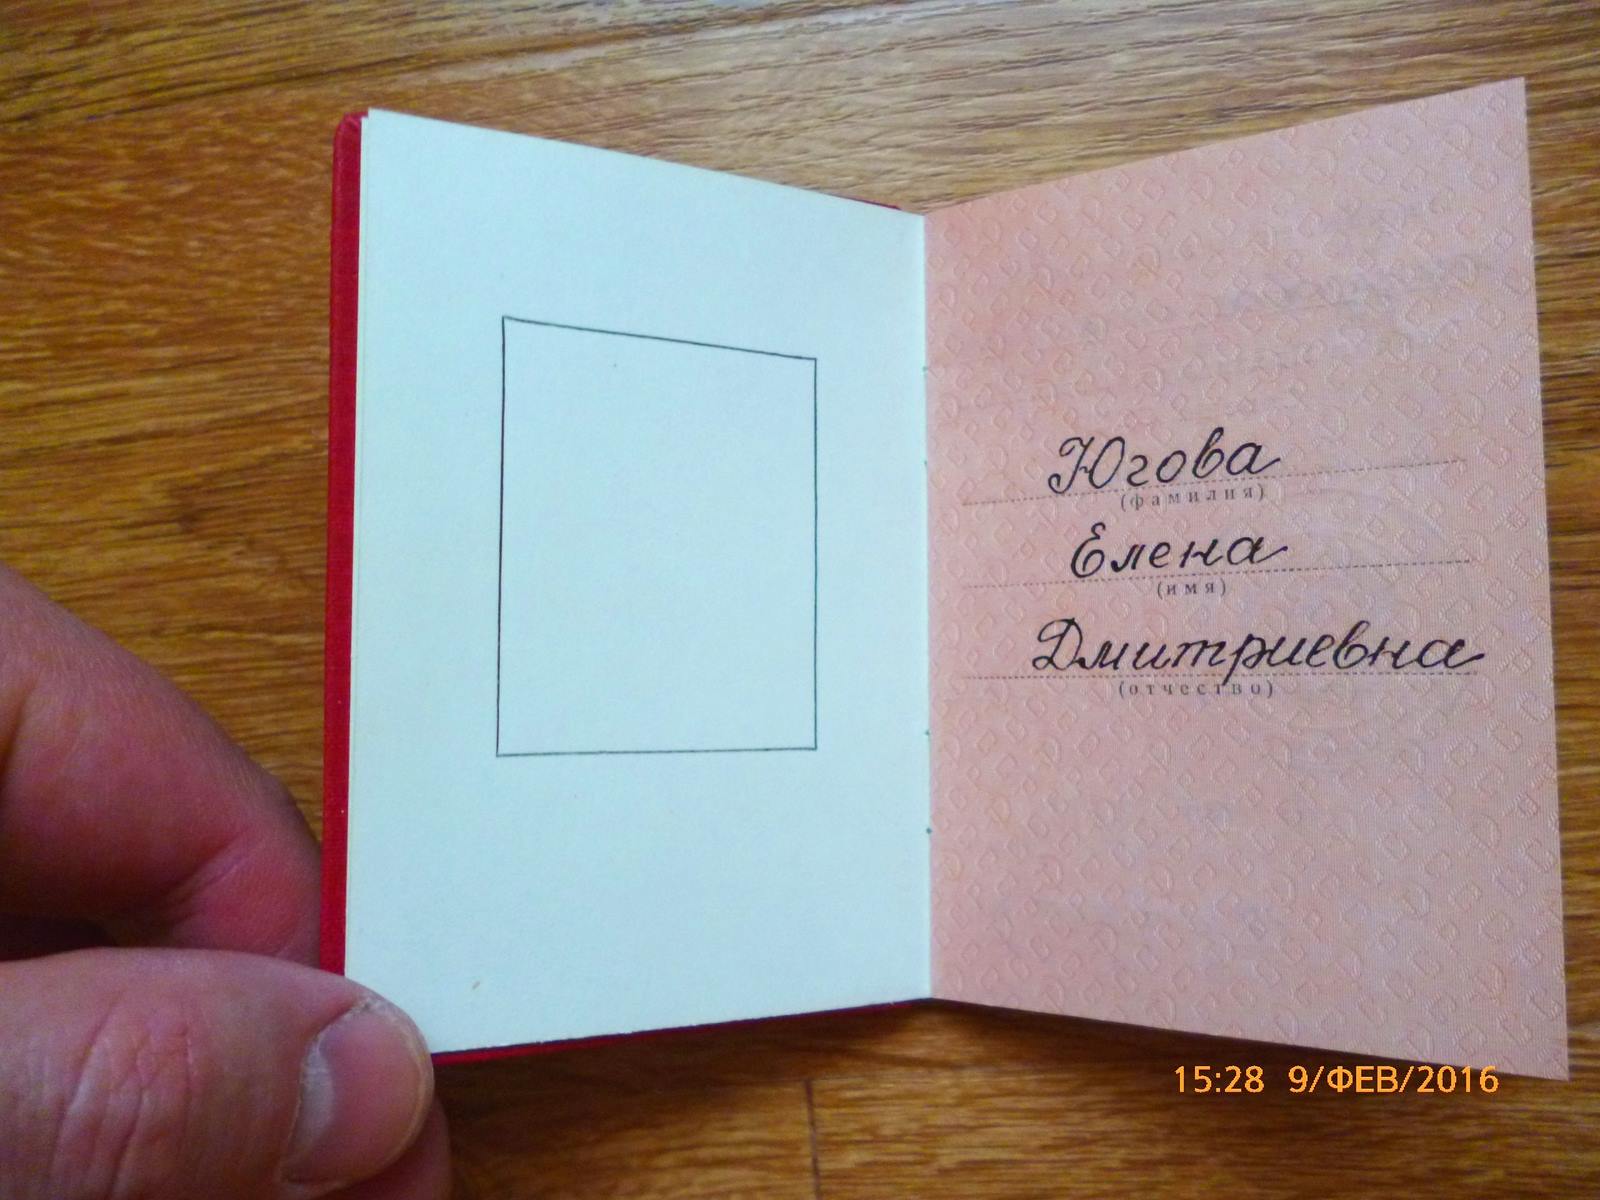 Югова
(фамилия)
Елена
(имя)
Дмитриевна
(отчество)
15:28 9/ФЕВ/2016